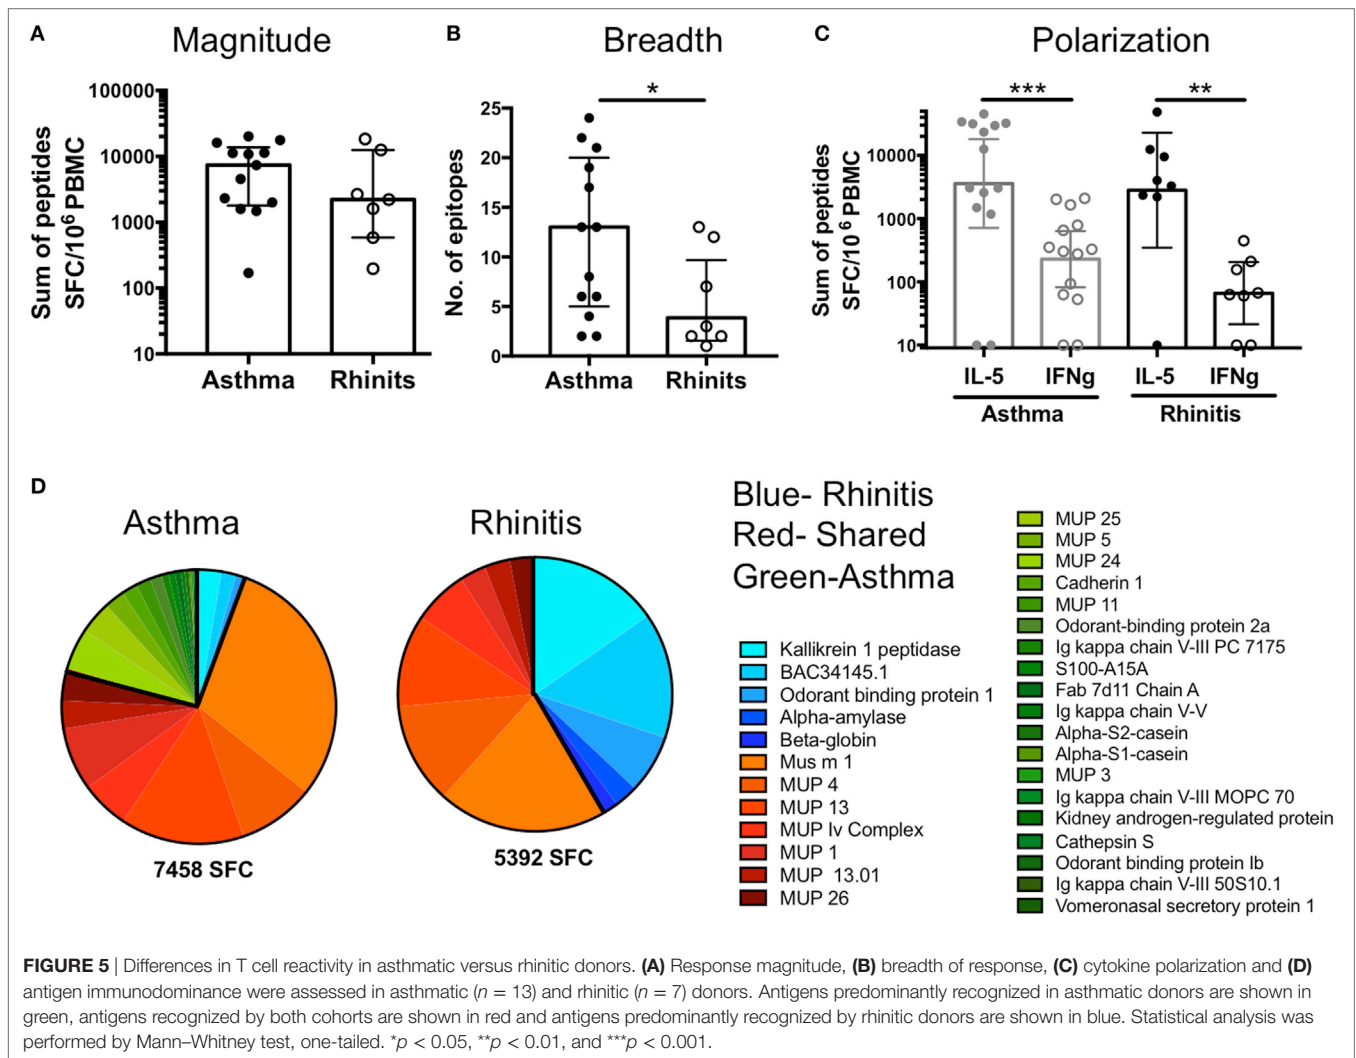 A
Magnitude
Sum of peptides
SFC/10⁶ PBMC
100000
10000
1000
100
10
Asthma Rhinits
B
Breadth
No. of epitopes
25
20
15
10
5
0
*
Asthma Rhinits
C
Polarization
Sum of peptides
SFC/10⁶ PBMC
10000
1000
100
10
*** **
IL-5 IFNg IL-5 IFNg
Asthma Rhinitis
D
Asthma
7458 SFC
Rhinitis
5392 SFC
Blue- Rhinitis
Red- Shared
Green-Asthma
Kallikrein 1 peptidase
BAC34145.1
Odorant binding protein 1
Alpha-amylase
Beta-globin
Mus m 1
MUP 4
MUP 13
MUP Iv Complex
MUP 1
MUP 13.01
MUP 26
MUP 25
MUP 5
MUP 24
Cadherin 1
MUP 11
Odorant-binding protein 2a
Ig kappa chain V-III PC 7175
S100-A15A
Fab 7d11 Chain A
Ig kappa chain V-V
Alpha-S2-casein
Alpha-S1-casein
MUP 3
Ig kappa chain V-III MOPC 70
Kidney androgen-regulated protein
Cathepsin S
Odorant binding protein Ib
Ig kappa chain V-III 50S10.1
Vomeronasal secretory protein 1
FIGURE 5 | Differences in T cell reactivity in asthmatic versus rhinitic donors. (A) Response magnitude, (B) breadth of response, (C) cytokine polarization and (D)
antigen immunodominance were assessed in asthmatic (n = 13) and rhinitic (n = 7) donors. Antigens predominantly recognized in asthmatic donors are shown in
green, antigens recognized by both cohorts are shown in red and antigens predominantly recognized by rhinitic donors are shown in blue. Statistical analysis was
performed by Mann–Whitney test, one-tailed. *p < 0.05, **p < 0.01, and ***p < 0.001.